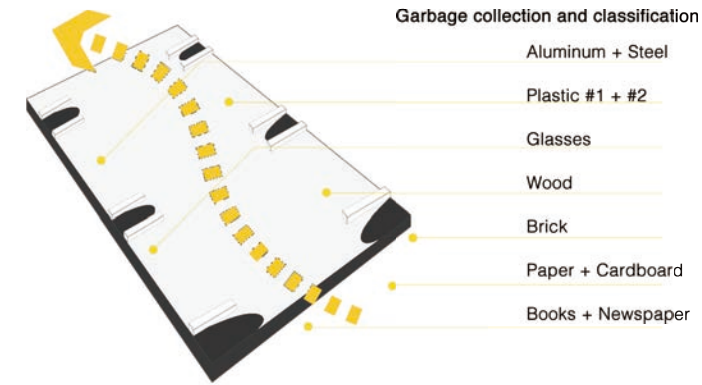 Garbage collection and classification
Aluminum + Steel
Plastic #1 + #2
Glasses
Wood
Brick
Paper + Cardboard
Books + Newspaper